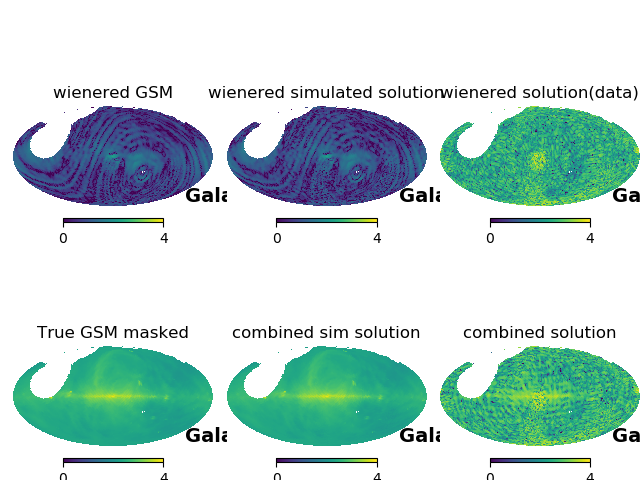 wienered GSM
wienered simulated solution
wienered solution(data)
Gala
Gala
Ga
0 4
0 4
0 4
True GSM masked
combined sim solution
combined solution
Gala
Gala
Ga
0 4
0 4
0 4